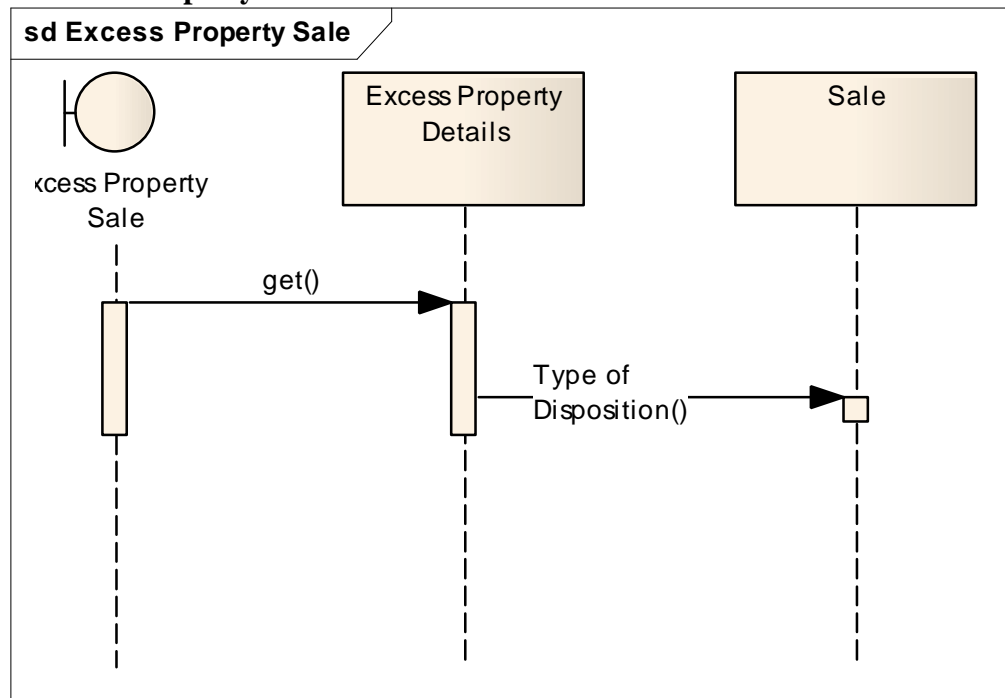 sd Excess Property Sale
xcess Property
Sale
Excess Property
Details
Sale
get()
Type of
Disposition()